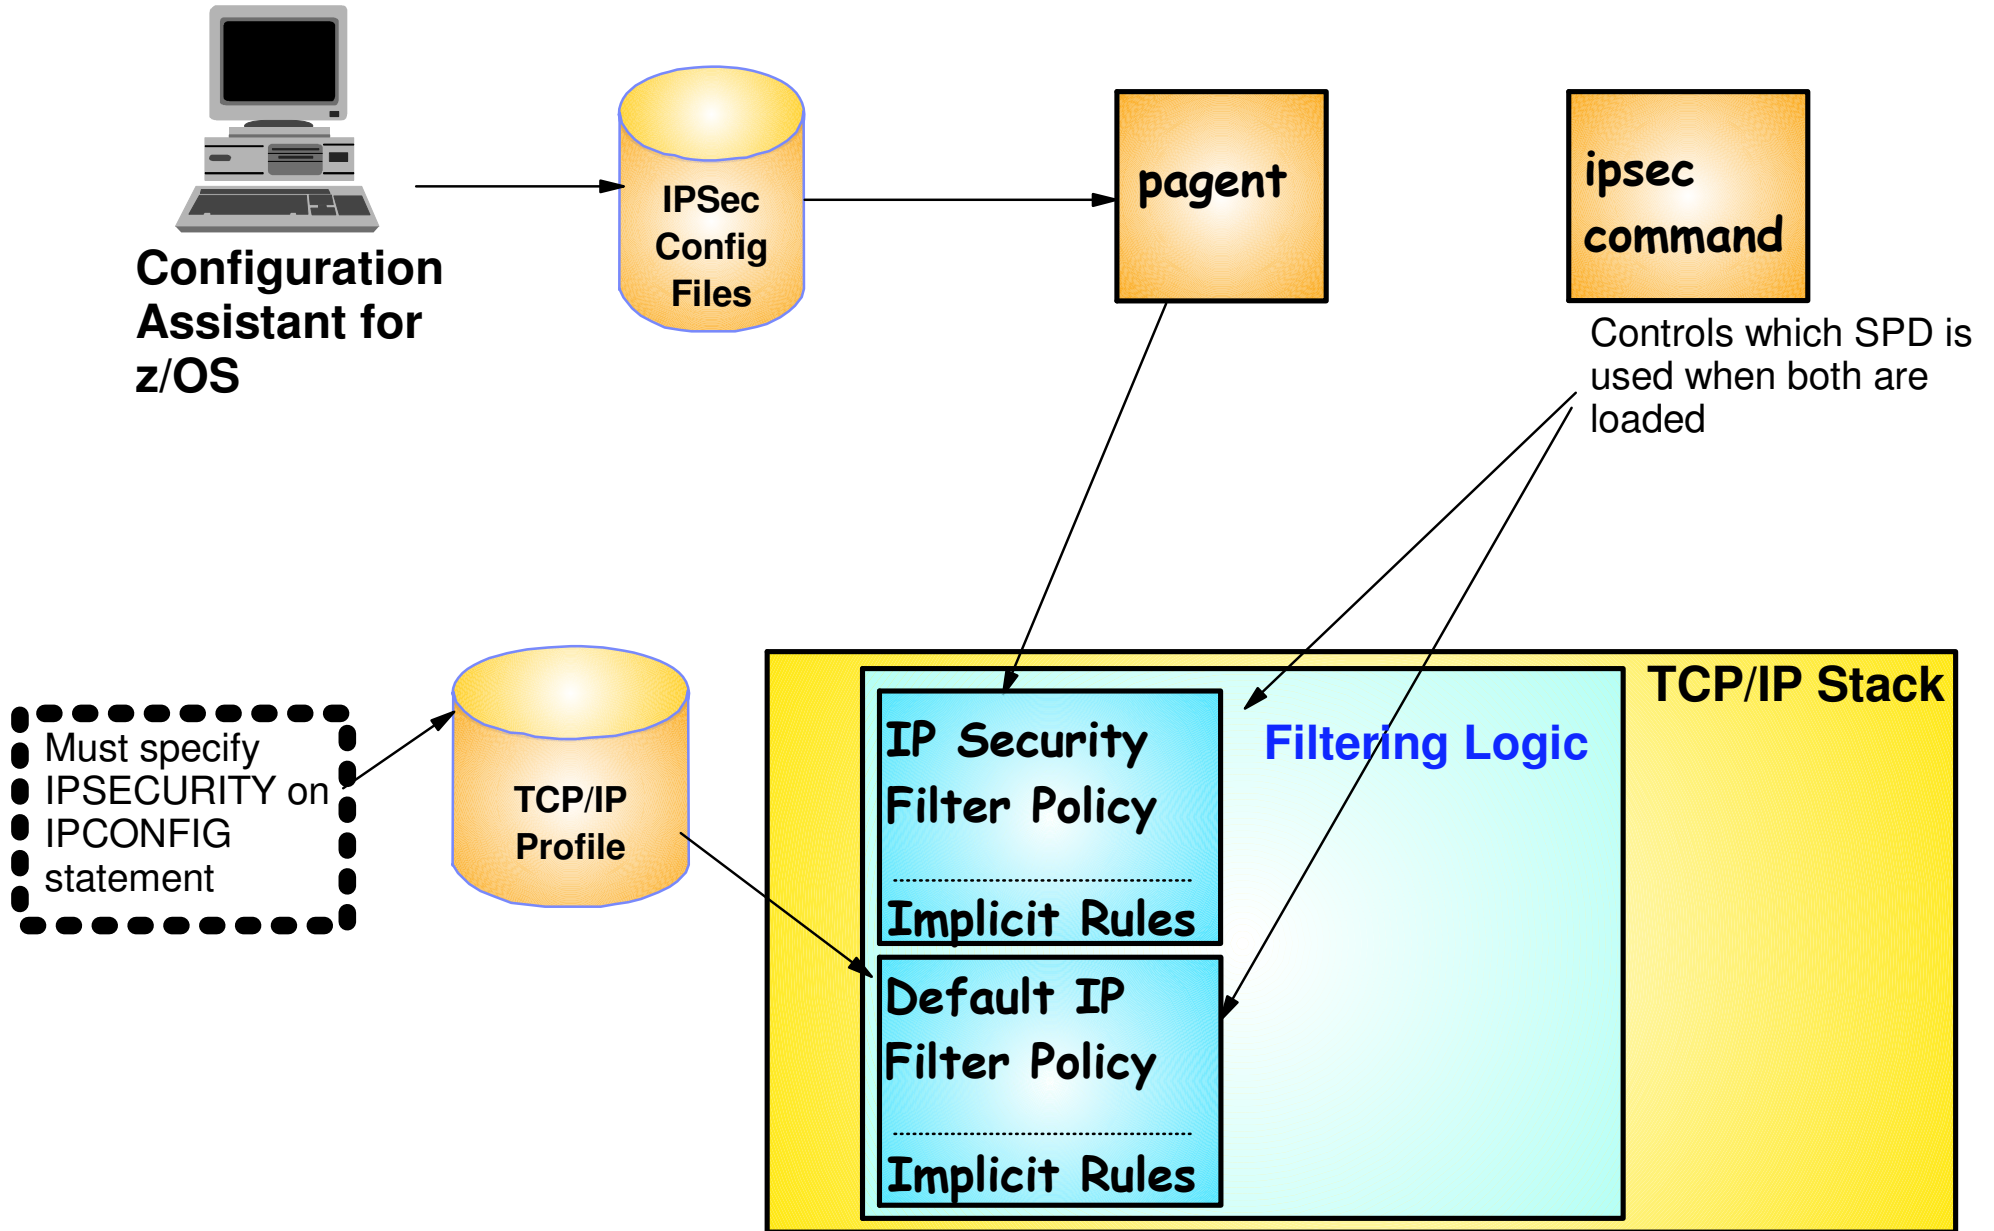 Configuration
Assistant for
z/OS
IPSec
Config
Files
pagent
ipsec
command
Controls which SPD is
used when both are
loaded
Must specify
IPSECURITY on
IPCONFIG
statement
TCP/IP
Profile
TCP/IP Stack
Filtering Logic
IP Security
Filter Policy
Implicit Rules
Default IP
Filter Policy
Implicit Rules